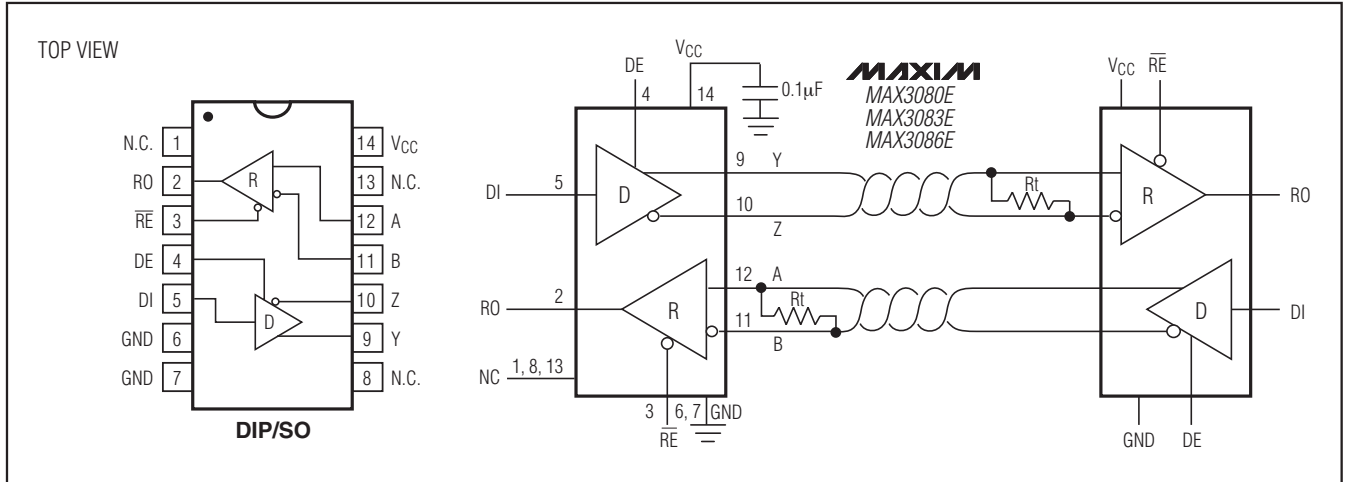 TOP VIEW
N.C. 1
RO 2
RE 3
DE 4
DI 5
GND 6
GND 7
14 VCC
13 N.C.
12 A
11 B
10 Z
9 Y
8 N.C.
R
D
DIP/SO
DE
4
VCC
14
0.1µF
MAXIM
MAX3080E
MAX3083E
MAX3086E
DI
5
D
9 Y
10
Z
Rt
RO
2
R
12 A
11
B
Rt
NC 1, 8, 13
3
RE
6, 7 GND
VCC
RE
R
RO
D
DI
GND
DE